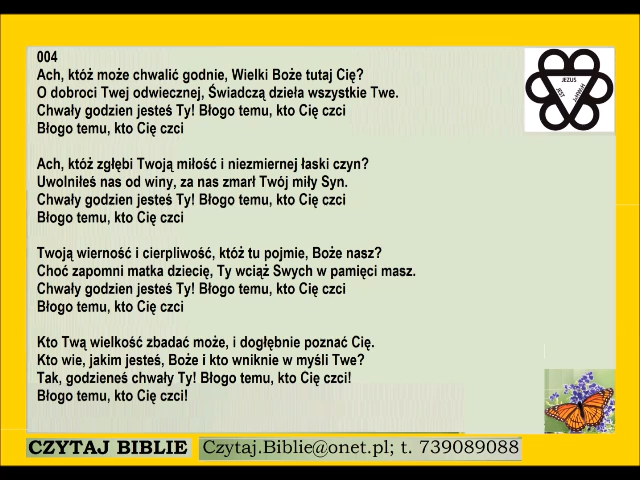 004
Ach, któż może chwalić godnie, Wielki Boże tutaj Cię?
O dobroci Twej odwiecznej, Świadczą dzieła wszystkie Twe.
Chwały godzien jesteś Ty! Błogo temu, kto Cię czci
Błogo temu, kto Cię czci
Ach, któż zgłębi Twoją miłość i niezmiernej łaski czyn?
Uwolniłeś nas od winy, za nas zmarł Twój miły Syn.
Chwały godzien jesteś Ty! Błogo temu, kto Cię czci
Błogo temu, kto Cię czci
Twoją wierność i cierpliwość, któż tu pojmie, Boże nasz?
Choć zapomni matka dziecię, Ty wciąż Swych w pamięci masz.
Chwały godzien jesteś Ty! Błogo temu, kto Cię czci
Błogo temu, kto Cię czci
Kto Twą wielkość zbadać może, i dogłębnie poznać Cię.
Kto wie, jakim jesteś, Boże i kto wniknie w myśli Twe?
Tak, godzieneś chwały Ty! Błogo temu, kto Cię czci!
Błogo temu, kto Cię czci!
JEZUS
JEST
CZYTAJ BIBLIE
Czytaj.Biblie@onet.pl; t. 739089088